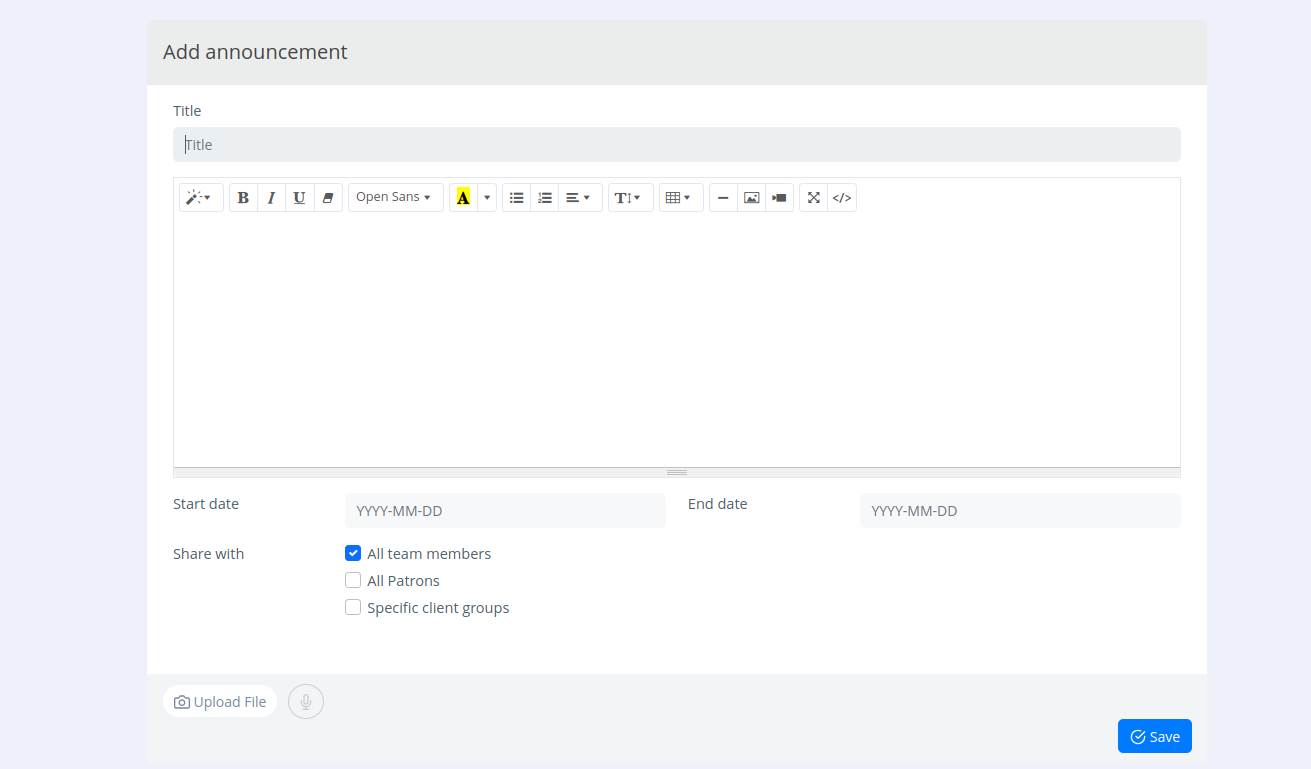 Add announcement
Title
Title
B I U Open Sans A T </>
Start date YYYY-MM-DD End date YYYY-MM-DD
Share with All team members
All Patrons
Specific client groups
Upload File
Save